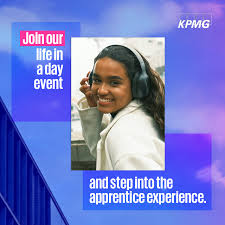 KPMG
Join our
life in
a day
event
and step into the
apprentice experience.